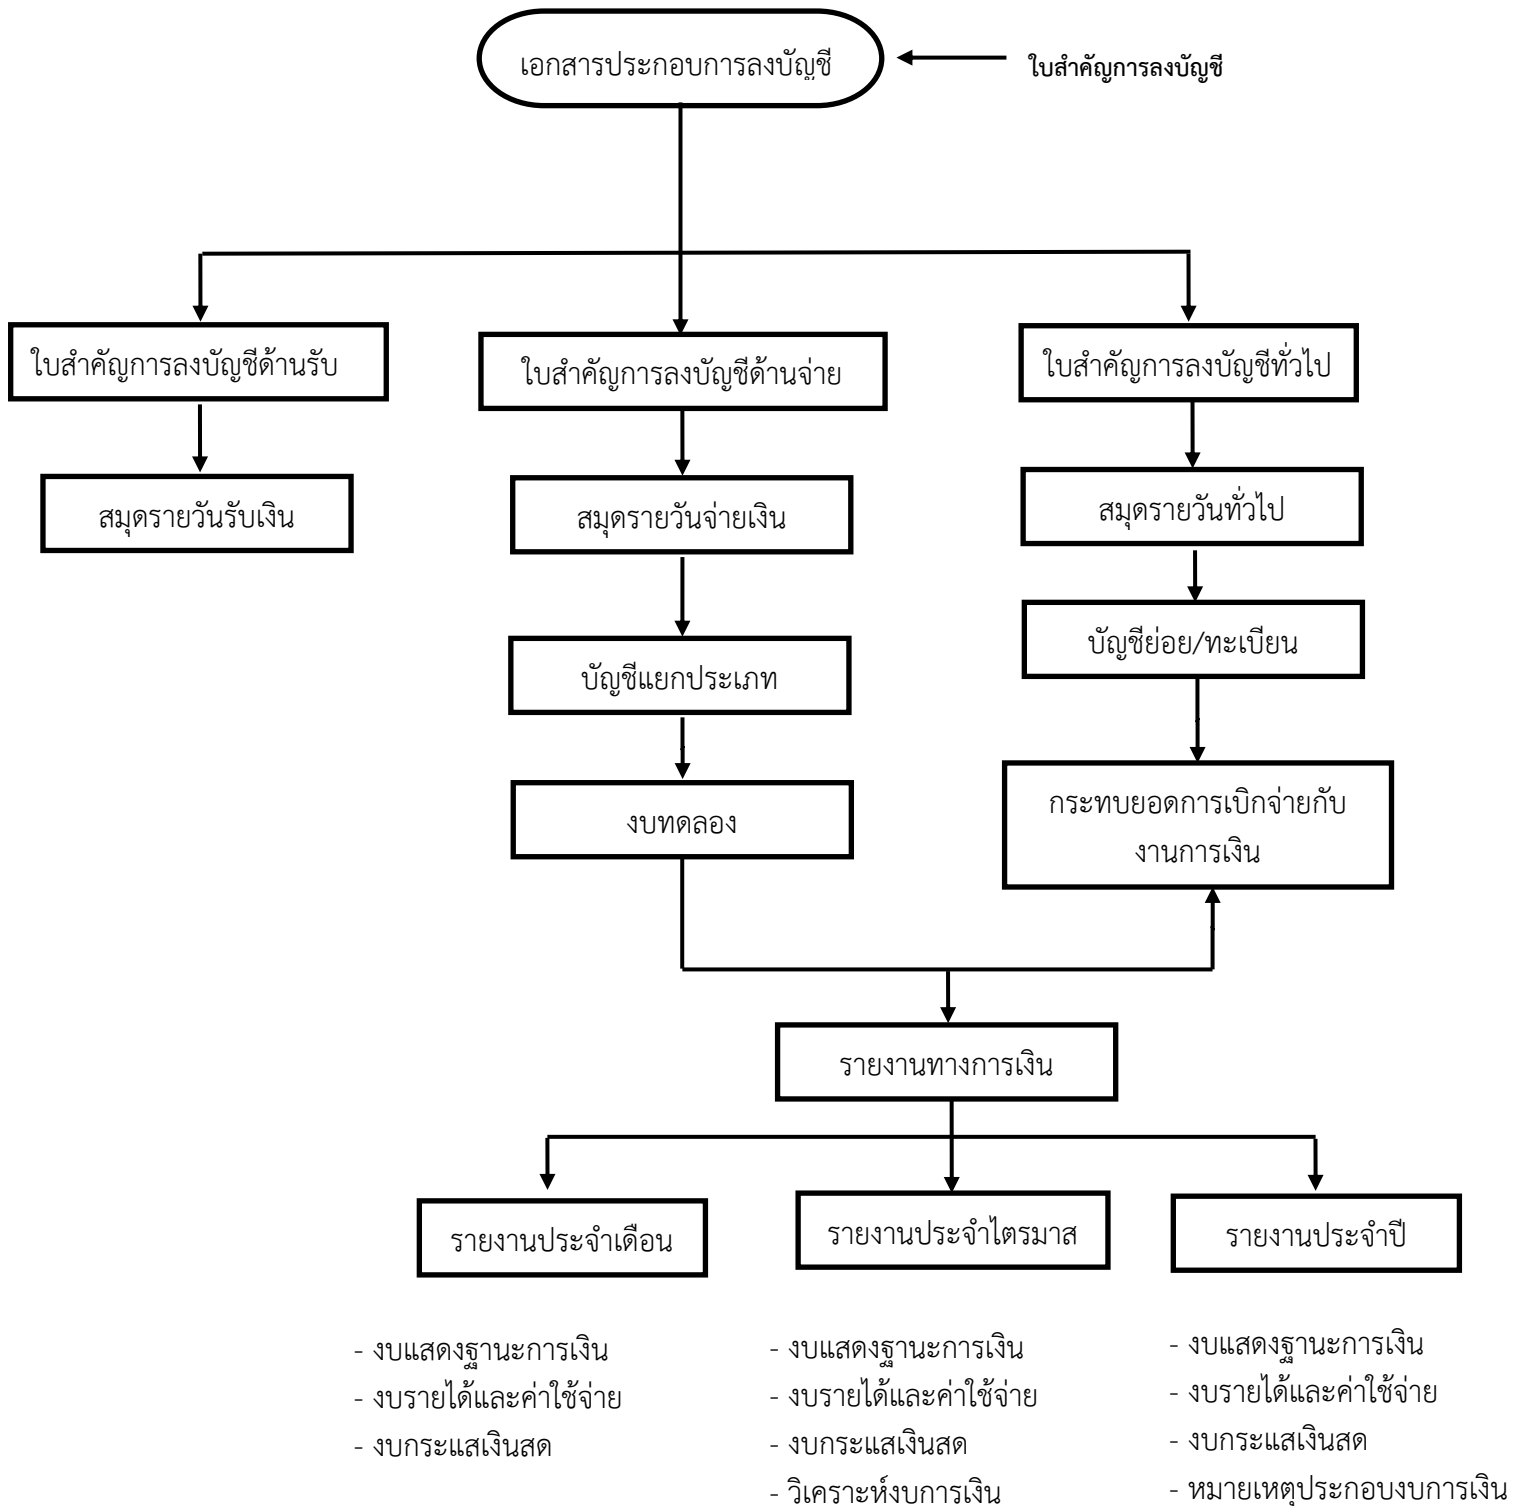 เอกสารประกอบการลงบัญชี
ใบสำคัญการลงบัญชี
ใบสำคัญการลงบัญชีด้านรับ
ใบสำคัญการลงบัญชีด้านจ่าย
ใบสำคัญการลงบัญชีทั่วไป
สมุดรายวันรับเงิน
สมุดรายวันจ่ายเงิน
สมุดรายวันทั่วไป
บัญชีแยกประเภท
บัญชีย่อย/ทะเบียน
งบทดลอง
กระทบยอดการเบิกจ่ายกับ
งานการเงิน
รายงานทางการเงิน
รายงานประจำเดือน
รายงานประจำไตรมาส
รายงานประจำปี
- งบแสดงฐานะการเงิน
- งบรายได้และค่าใช้จ่าย
- งบกระแสเงินสด
- งบแสดงฐานะการเงิน
- งบรายได้และค่าใช้จ่าย
- งบกระแสเงินสด
- วิเคราะห์งบการเงิน
- งบแสดงฐานะการเงิน
- งบรายได้และค่าใช้จ่าย
- งบกระแสเงินสด
- หมายเหตุประกอบงบการเงิน